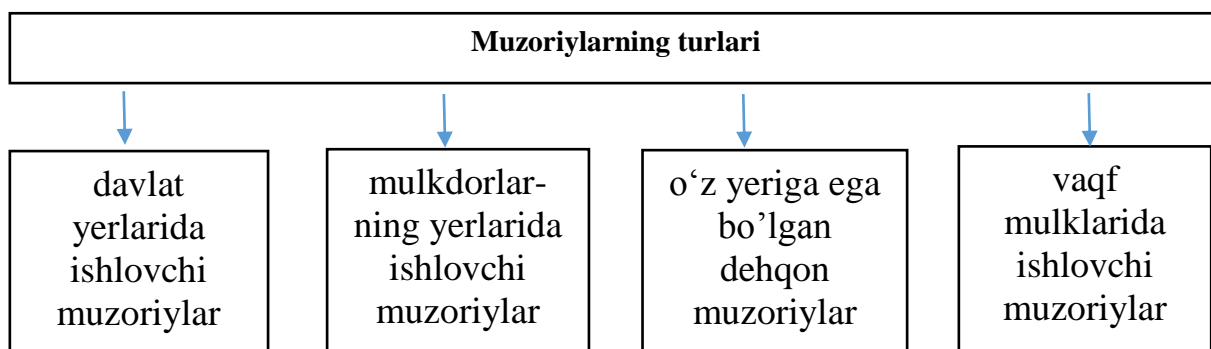 Muzoriylarning turlari
davlat
yerlarida
ishlovchi
muzoriylar
mulkdorlar-
ning yerlarida
ishlovchi
muzoriylar
o‘z yeriga ega
bo’lgan
dehqon
muzoriylar
vaqf
mulklarida
ishlovchi
muzoriylar